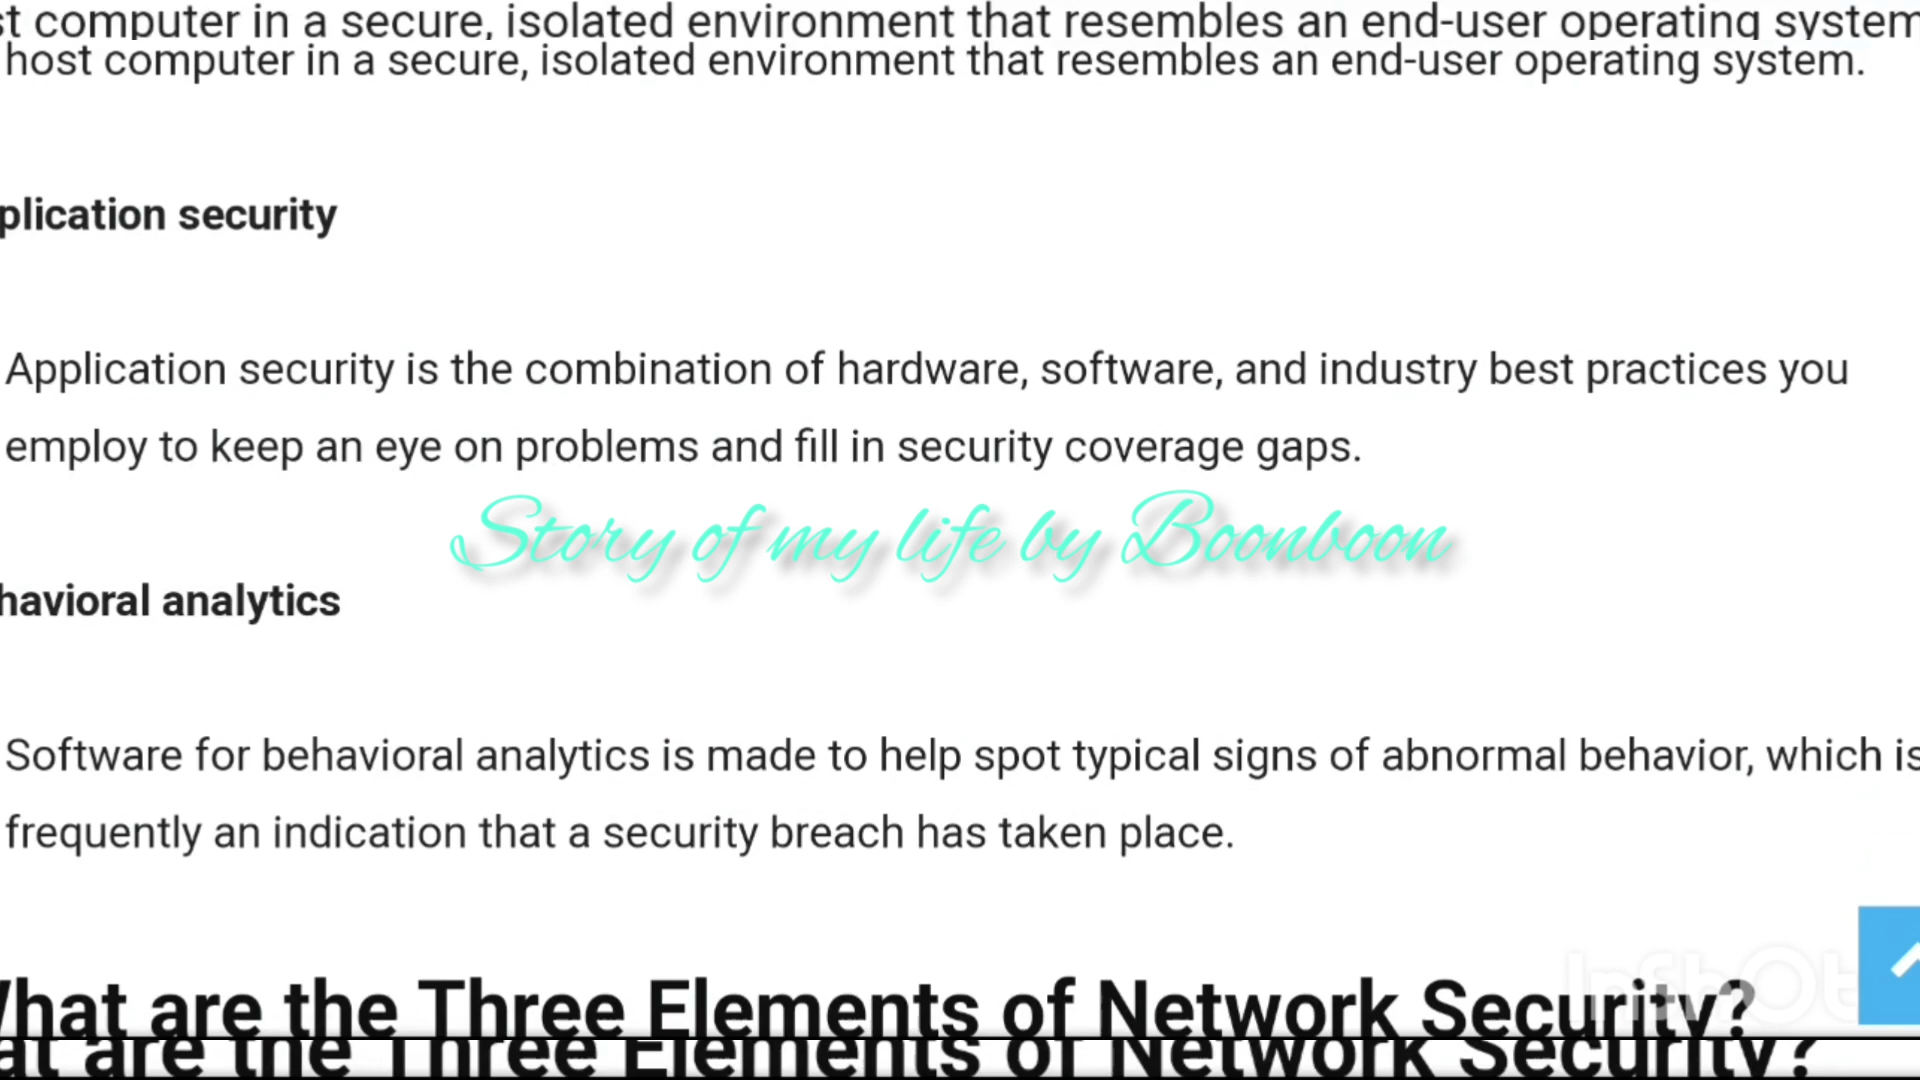 t computer in a secure, isolated environment that resembles an end-user operating system
host computer in a secure, isolated environment that resembles an end-user operating system.
plication security
Application security is the combination of hardware, software, and industry best practices you
employ to keep an eye on problems and fill in security coverage gaps.
Story of my life by Boonboon
havioral analytics
Software for behavioral analytics is made to help spot typical signs of abnormal behavior, which is
frequently an indication that a security breach has taken place.
InShOt
hat are the Three Elements of Network Security?
at are the Three Elements of Network Security?